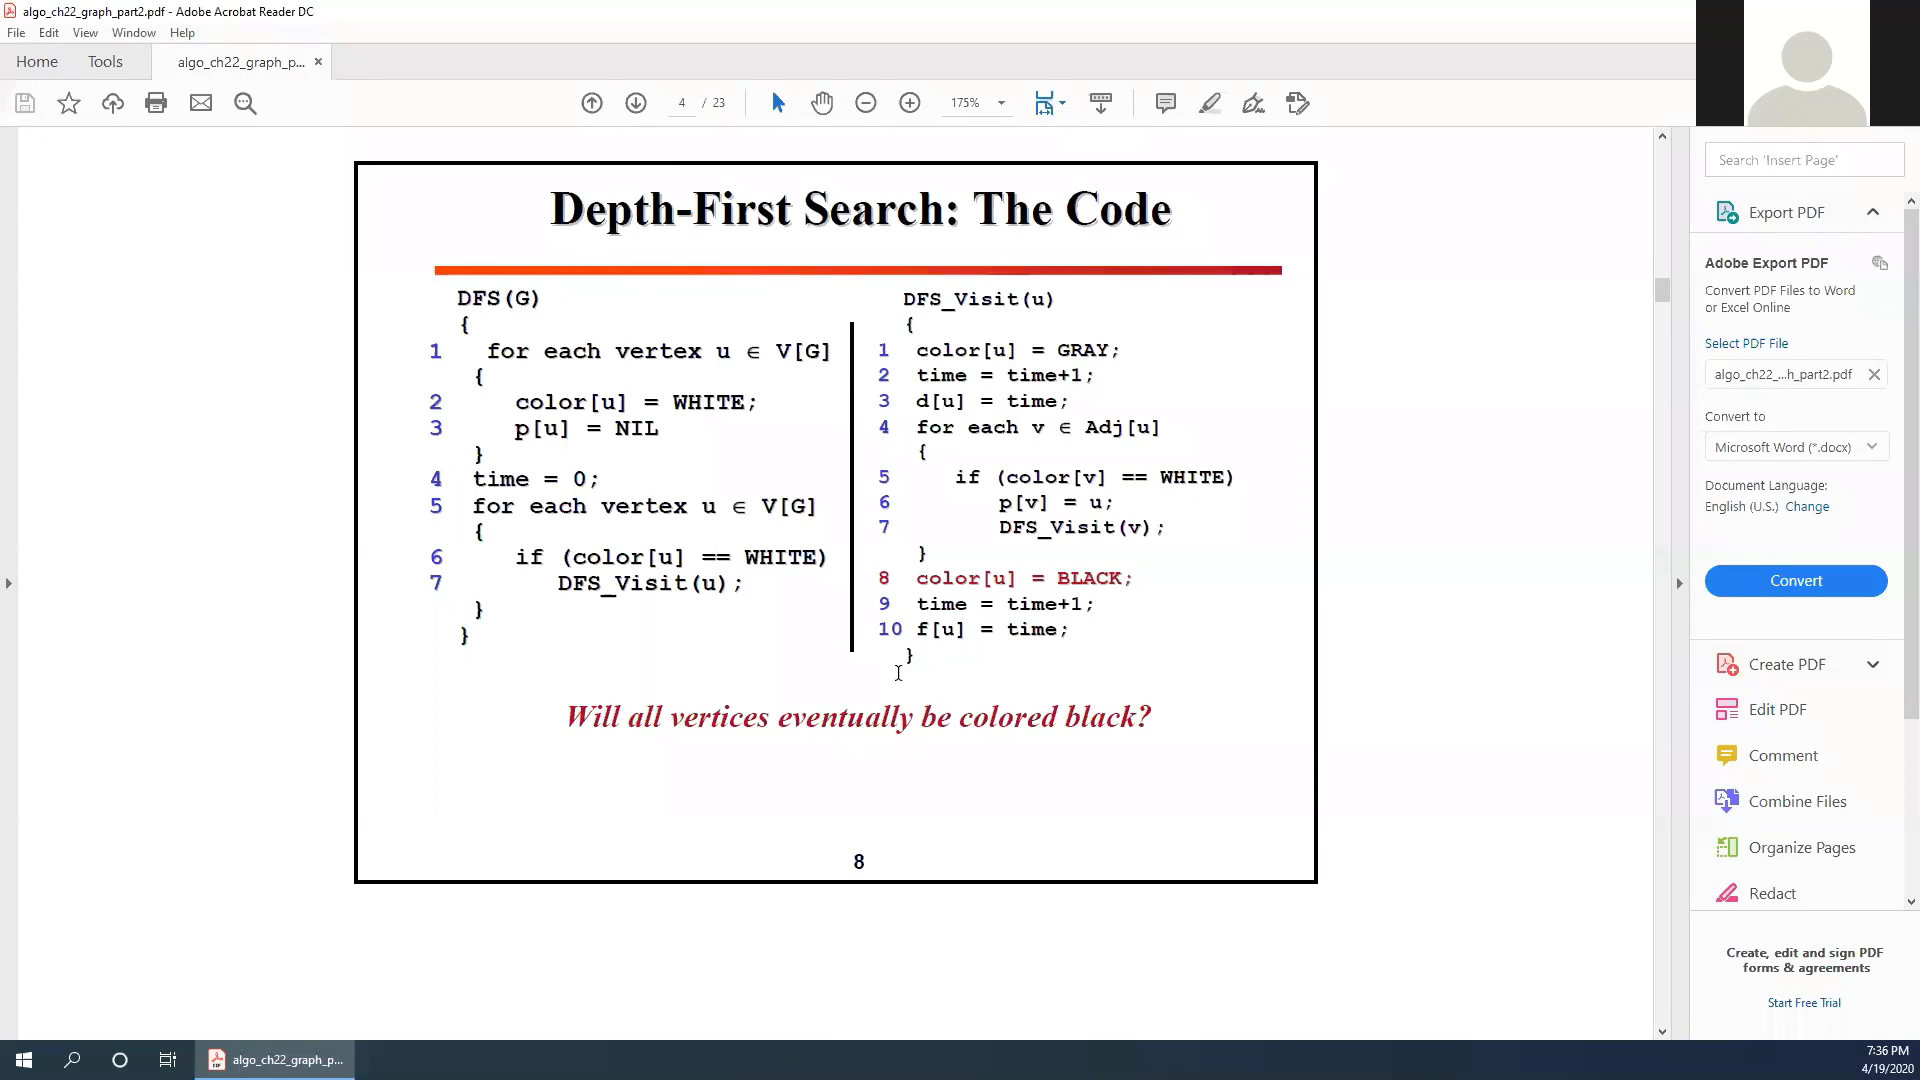 algo_ch22_graph_part2.pdf - Adobe Acrobat Reader DC
File Edit View Window Help
Home Tools algo_ch22_graph_p... ×
4 / 23 175%
Search 'Insert Page'
Export PDF
Adobe Export PDF
Convert PDF Files to Word
or Excel Online
Select PDF File
algo_ch22_...h_part2.pdf
Convert to
Microsoft Word (*.docx)
Document Language:
English (U.S.) Change
Convert
Create PDF
Edit PDF
Comment
Combine Files
Organize Pages
Redact
Create, edit and sign PDF
forms & agreements
Start Free Trial
Depth-First Search: The Code
DFS(G)
{
1 for each vertex u ∈ V[G]
{
2 color[u] = WHITE;
3 p[u] = NIL
}
4 time = 0;
5 for each vertex u ∈ V[G]
{
6 if (color[u] == WHITE)
7 DFS_Visit(u);
}
}
DFS_Visit(u)
{
1 color[u] = GRAY;
2 time = time+1;
3 d[u] = time;
4 for each v ∈ Adj[u]
{
5 if (color[v] == WHITE)
6 p[v] = u;
7 DFS_Visit(v);
}
8 color[u] = BLACK;
9 time = time+1;
10 f[u] = time;
}
Will all vertices eventually be colored black?
8
algo_ch22_graph_p...
7:36 PM
4/19/2020